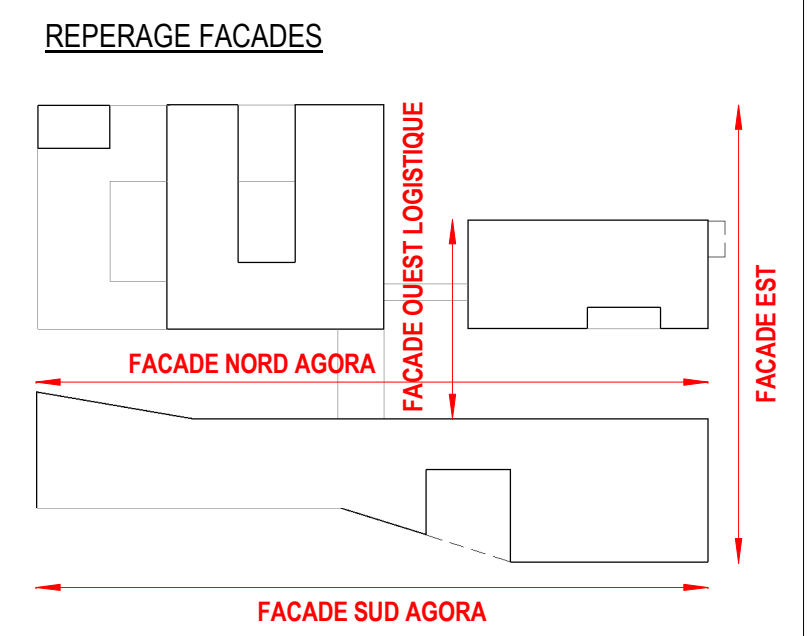 REPERAGE FACADES
FACADE OUEST LOGISTIQUE
FACADE EST
FACADE NORD AGORA
FACADE SUD AGORA